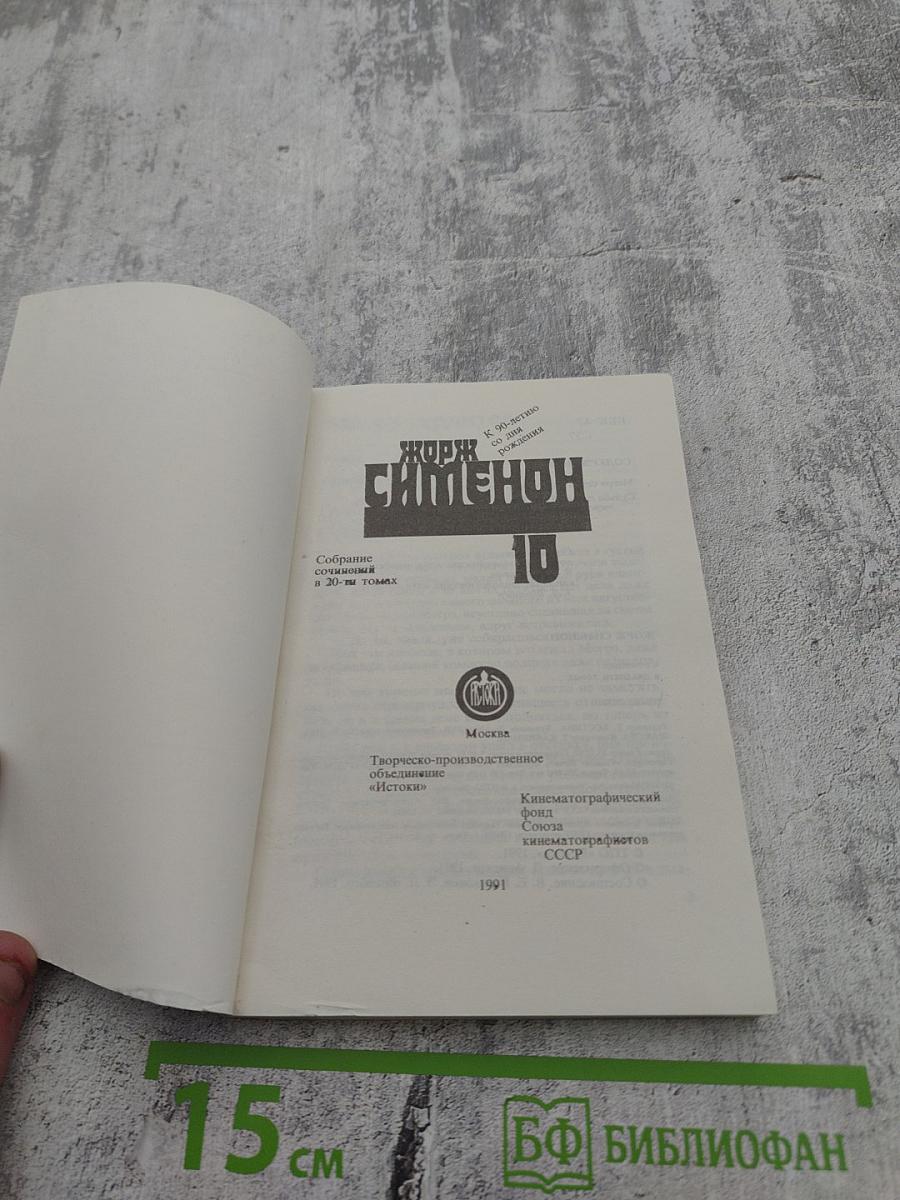 К 90-летию
со дня
рождения
ЖОРЖ
СИМЕНОН
10
Собрание
сочинений
в 20-ти томах
ИСТОКИ
Москва
Творческо-производственное
объединение
«Истоки»
Кинематографический
фонд
Союза
кинематографистов
СССР
1991
15 см
БФ БИБЛИОФАН